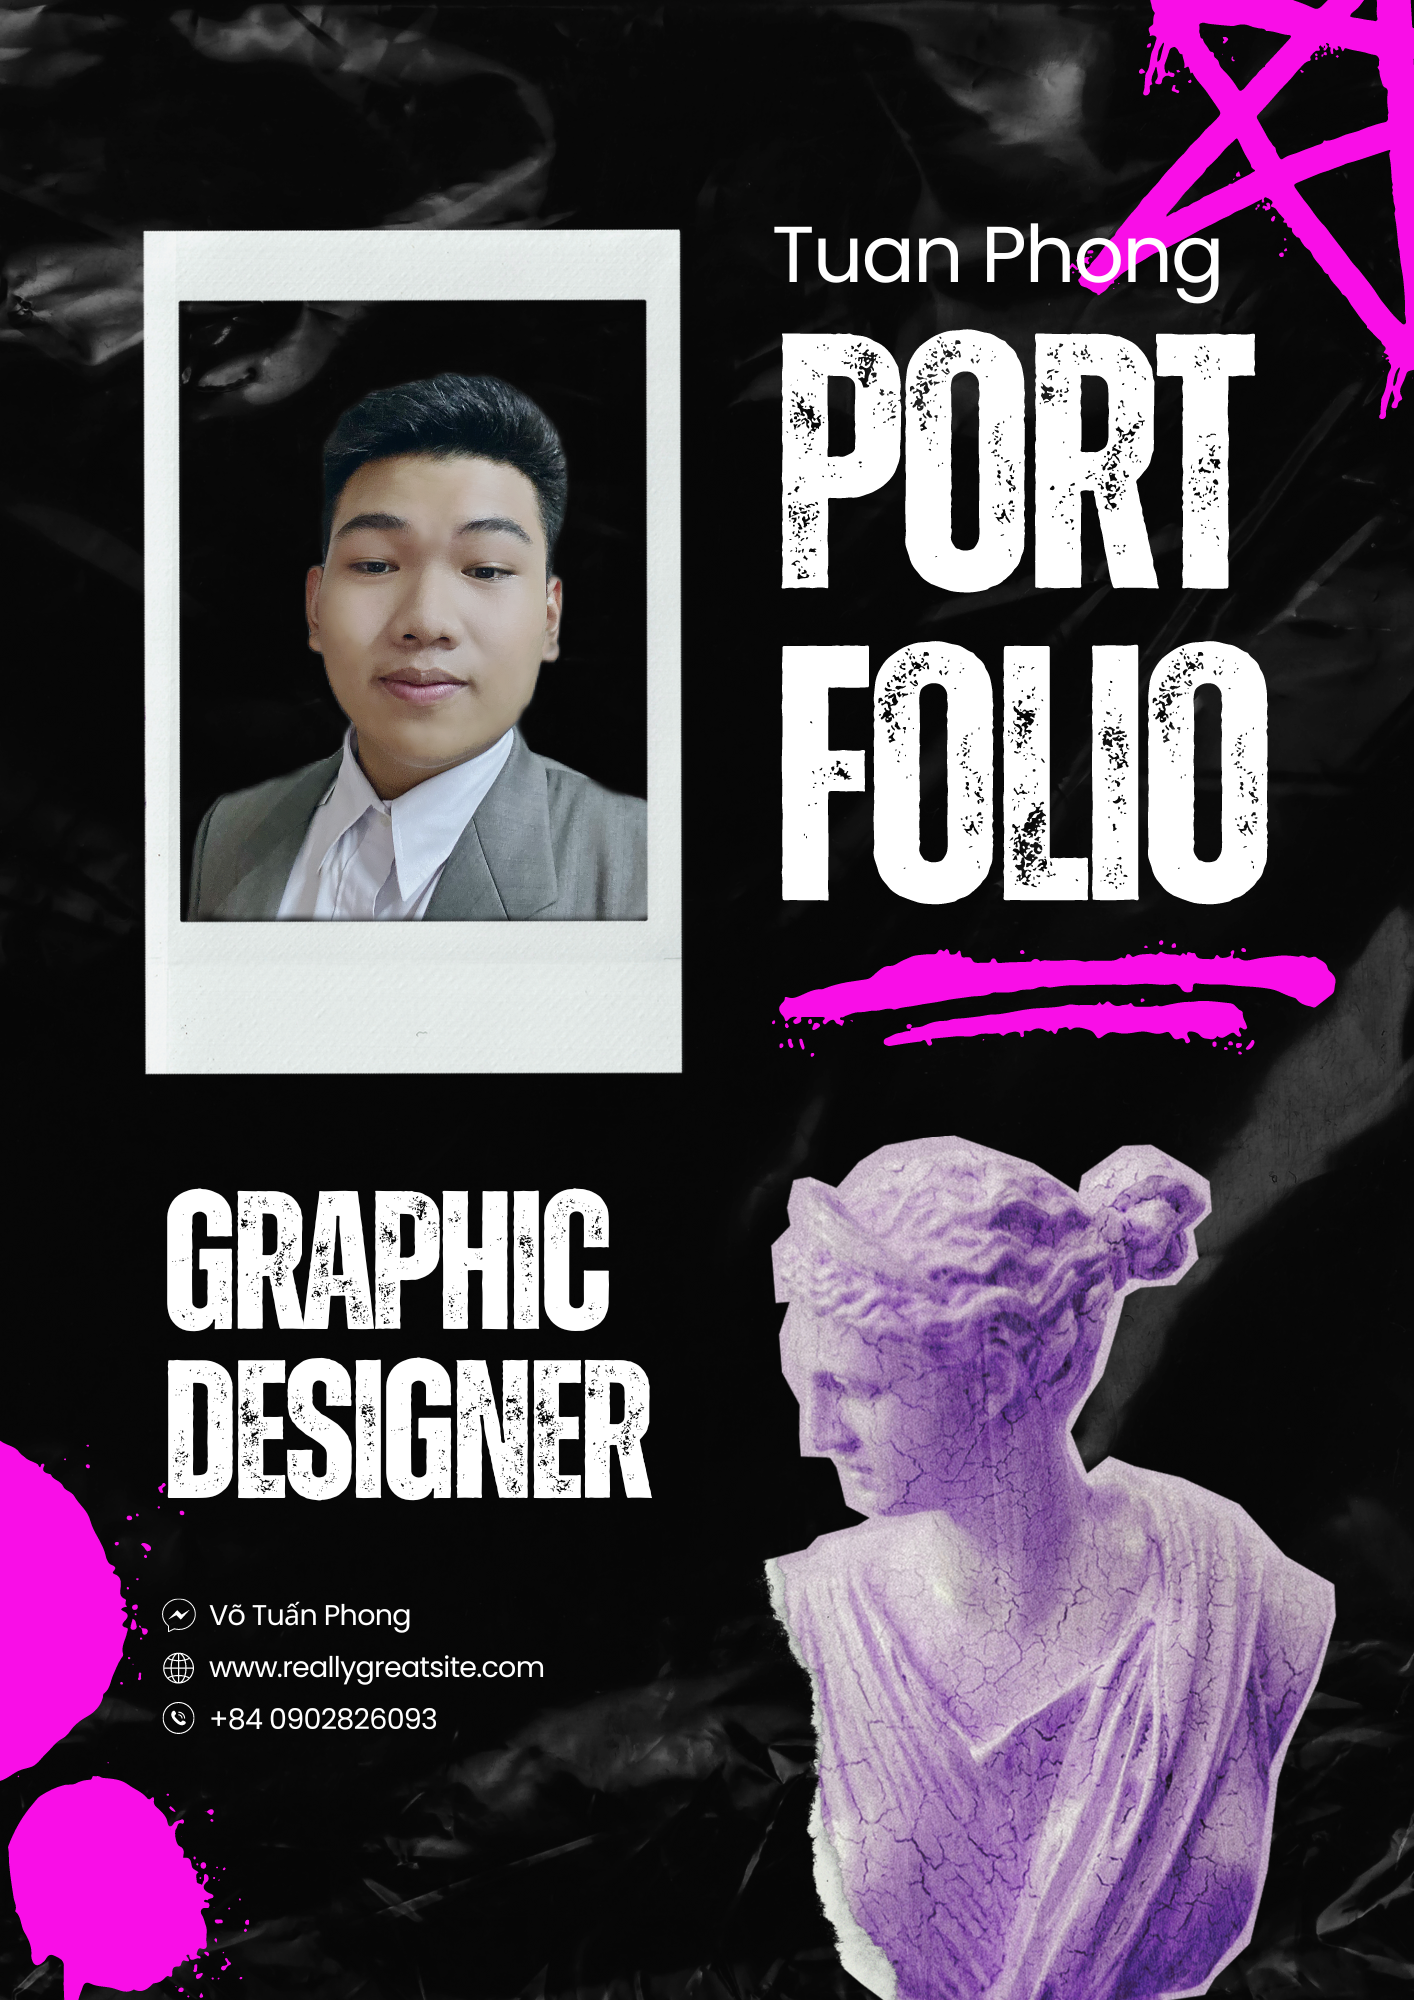 Tuan Phong
PORT
FOLIO
GRAPHIC
DESIGNER
Võ Tuấn Phong
www.reallygreatsite.com
+84 0902826093